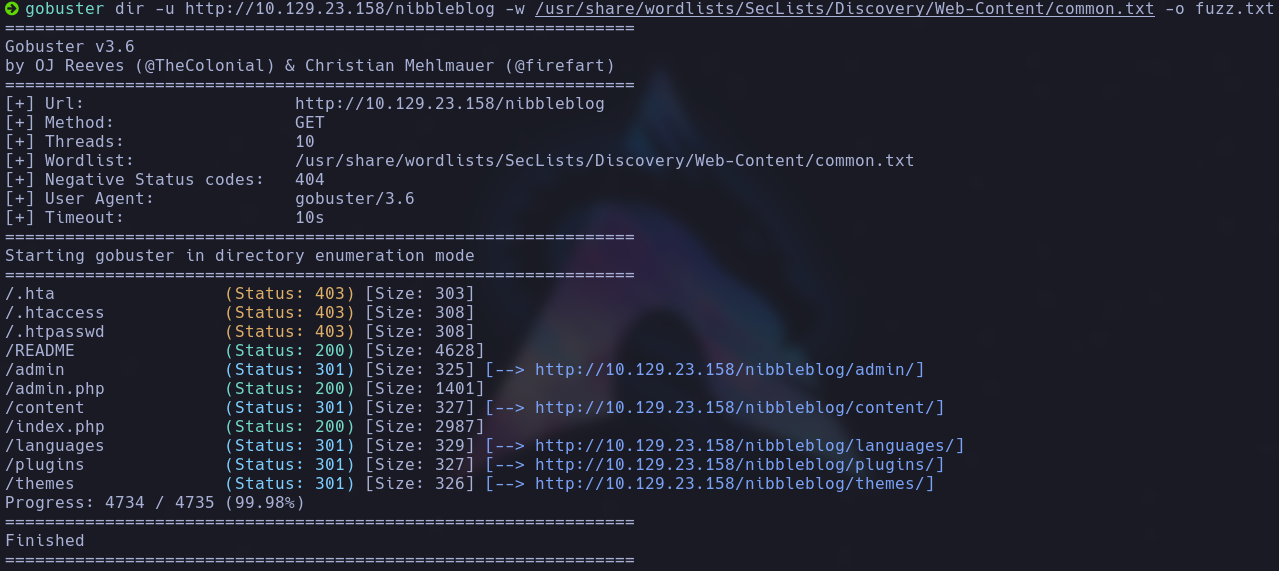 gobuster dir -u http://10.129.23.158/nibbleblog -w /usr/share/wordlists/SecLists/Discovery/Web-Content/common.txt -o fuzz.txt
===============================================================
Gobuster v3.6
by OJ Reeves (@TheColonial) & Christian Mehlmauer (@firefart)
===============================================================
[+] Url:                     http://10.129.23.158/nibbleblog
[+] Method:                  GET
[+] Threads:                 10
[+] Wordlist:                /usr/share/wordlists/SecLists/Discovery/Web-Content/common.txt
[+] Negative Status codes:   404
[+] User Agent:              gobuster/3.6
[+] Timeout:                 10s
===============================================================
Starting gobuster in directory enumeration mode
===============================================================
/.hta                 (Status: 403) [Size: 303]
/.htaccess            (Status: 403) [Size: 308]
/.htpasswd            (Status: 403) [Size: 308]
/README               (Status: 200) [Size: 4628]
/admin                (Status: 301) [Size: 325] [--> http://10.129.23.158/nibbleblog/admin/]
/admin.php            (Status: 200) [Size: 1401]
/content              (Status: 301) [Size: 327] [--> http://10.129.23.158/nibbleblog/content/]
/index.php            (Status: 200) [Size: 2987]
/languages            (Status: 301) [Size: 329] [--> http://10.129.23.158/nibbleblog/languages/]
/plugins              (Status: 301) [Size: 327] [--> http://10.129.23.158/nibbleblog/plugins/]
/themes               (Status: 301) [Size: 326] [--> http://10.129.23.158/nibbleblog/themes/]
Progress: 4734 / 4735 (99.98%)
===============================================================
Finished
===============================================================